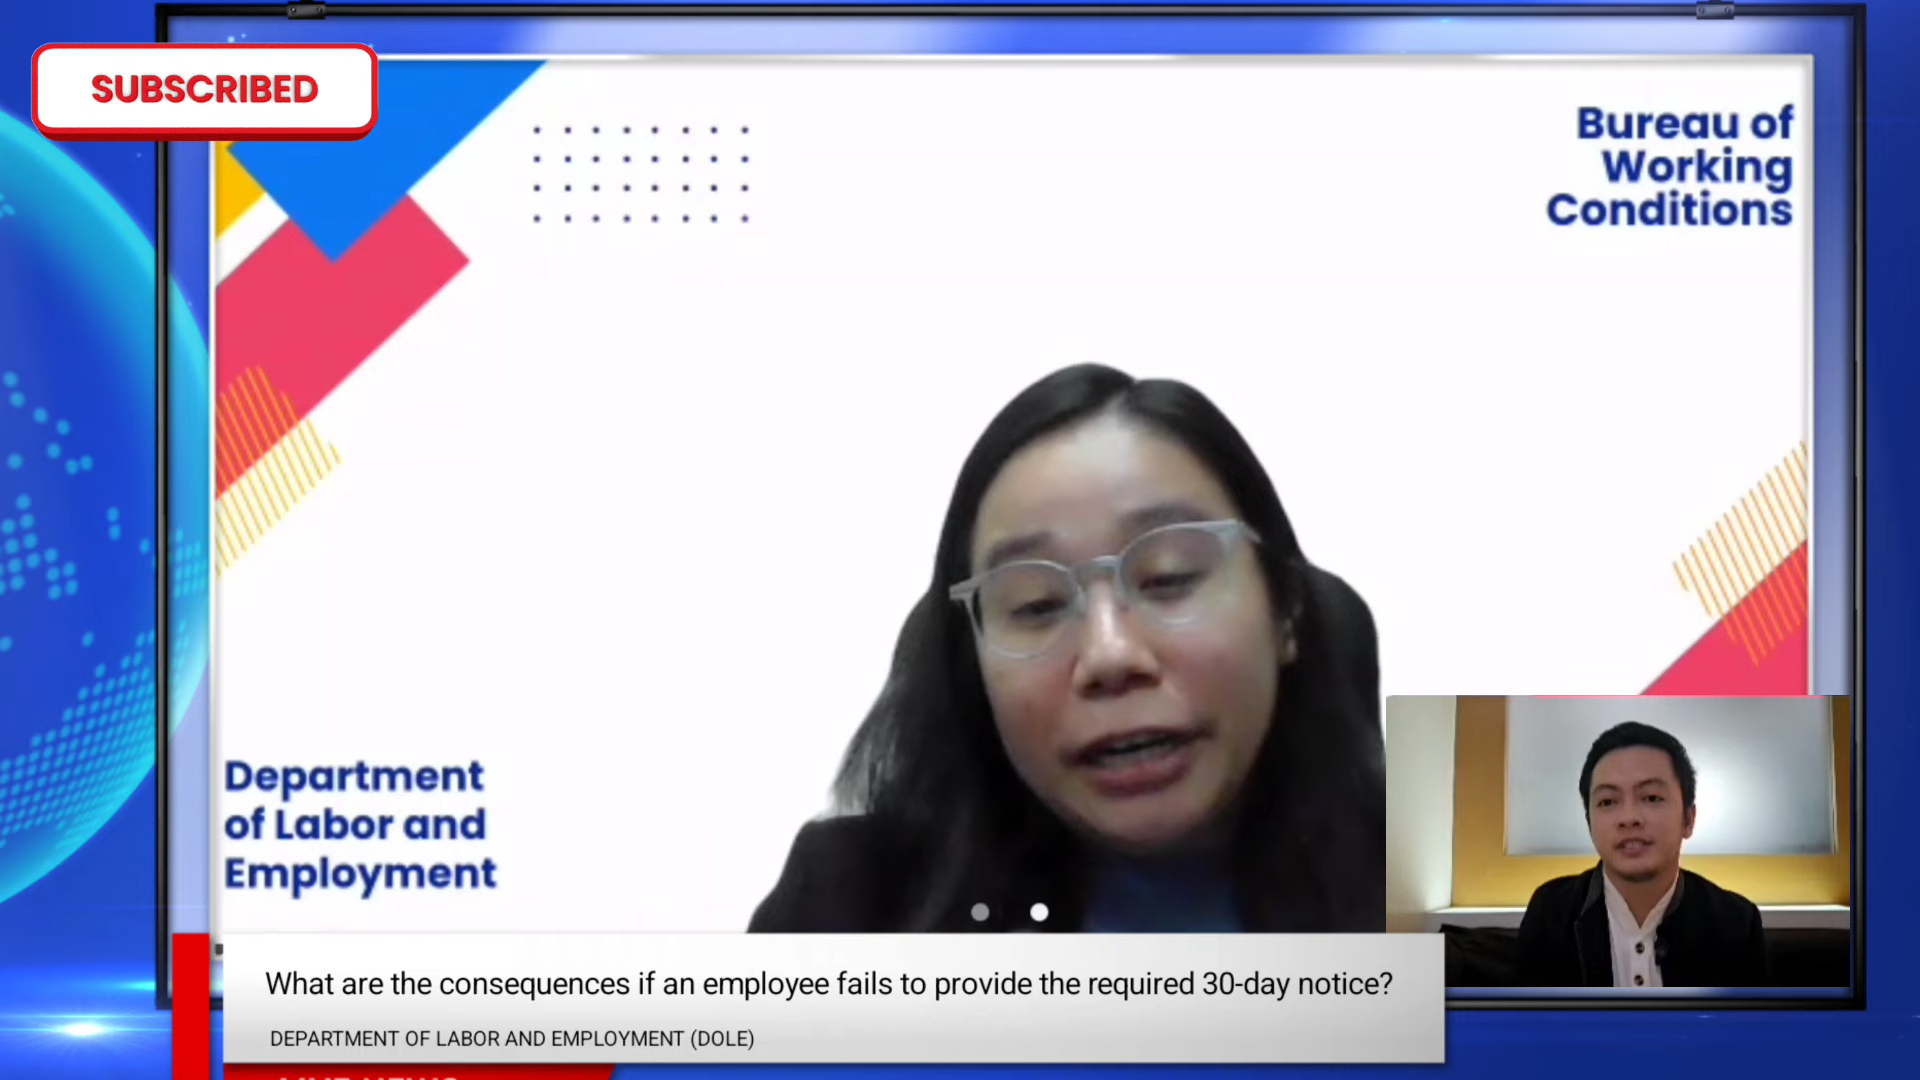 SUBSCRIBED
Bureau of
Working
Conditions
Department
of Labor and
Employment
What are the consequences if an employee fails to provide the required 30-day notice?
DEPARTMENT OF LABOR AND EMPLOYMENT (DOLE)